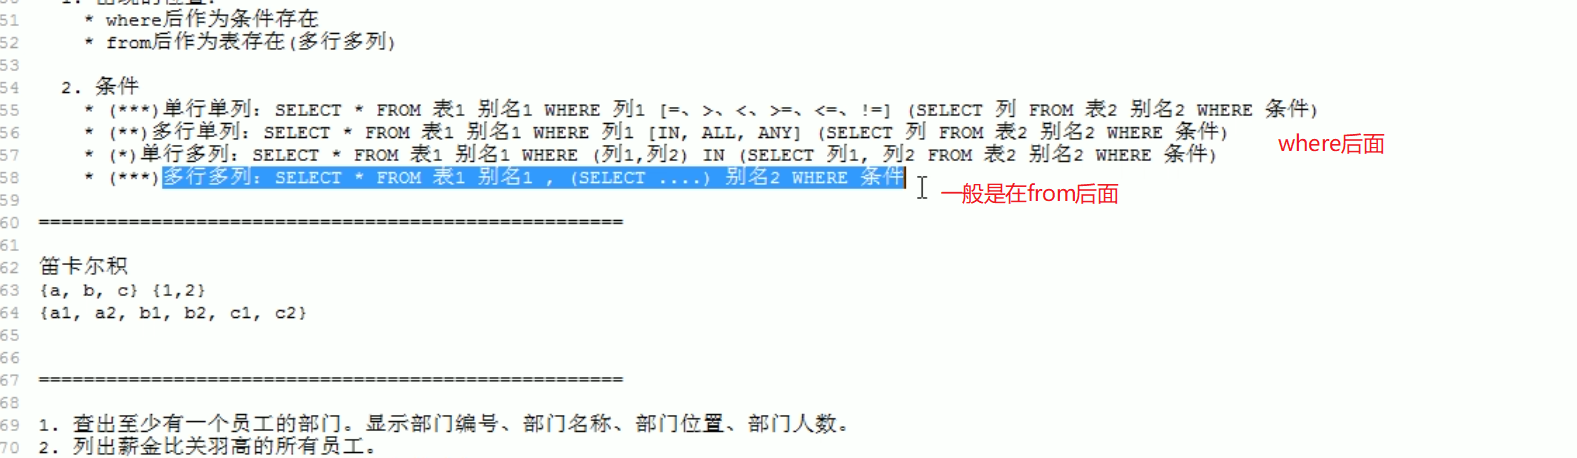 51 * where后作为条件存在
52 * from后作为表存在(多行多列)
53
54 2. 条件
55 * (***)单行单列: SELECT * FROM 表1 别名1 WHERE 列1 [=、>、<、>=、<=、!=] (SELECT 列 FROM 表2 别名2 WHERE 条件)
56 * (**)多行单列: SELECT * FROM 表1 别名1 WHERE 列1 [IN, ALL, ANY] (SELECT 列 FROM 表2 别名2 WHERE 条件)
where后面
57 * (*)单行多列: SELECT * FROM 表1 别名1 WHERE (列1,列2) IN (SELECT 列1, 列2 FROM 表2 别名2 WHERE 条件)
58 * (***)多行多列: SELECT * FROM 表1 别名1 , (SELECT ....) 别名2 WHERE 条件
一般是在from后面
59
60 ====================================================
61
62 笛卡尔积
63 {a, b, c} {1,2}
64 {a1, a2, b1, b2, c1, c2}
65
66
67 ====================================================
68
69 1. 查出至少有一个员工的部门。显示部门编号、部门名称、部门位置、部门人数。
70 2. 列出薪金比关羽高的所有员工。